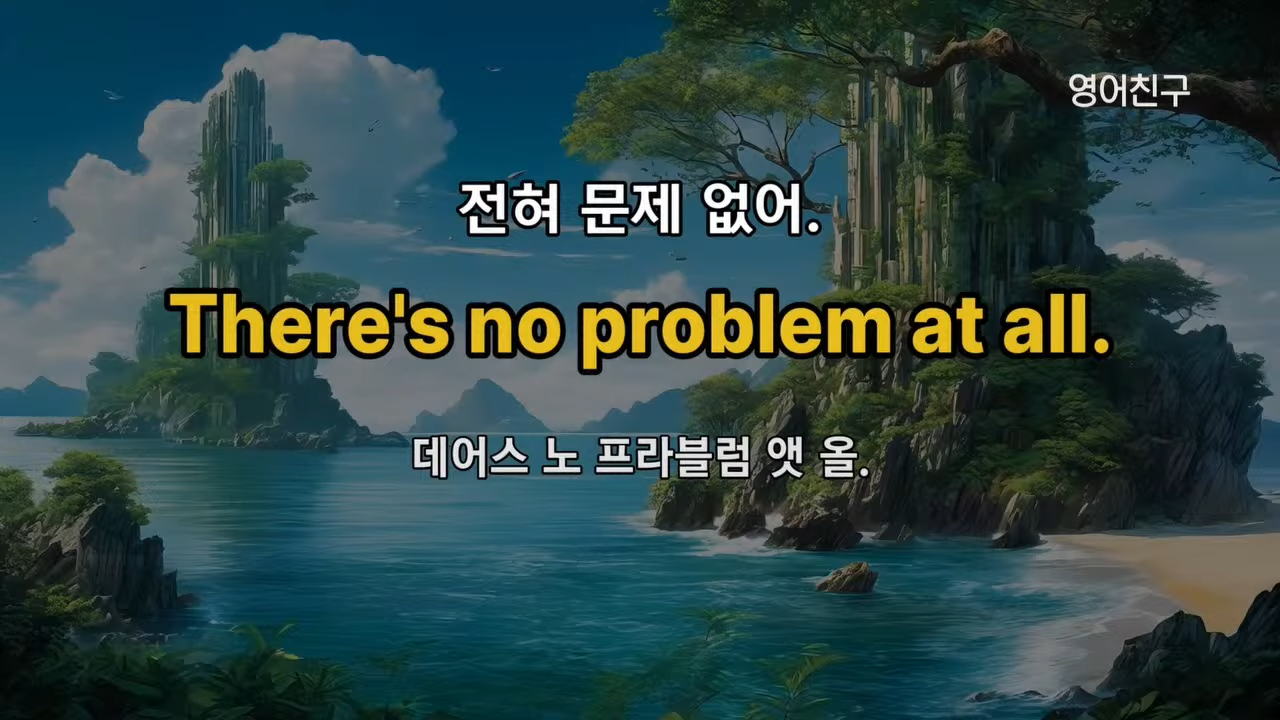 영어친구
전혀 문제 없어.
There's no problem at all.
데어스 노 프라블럼 앳 올.